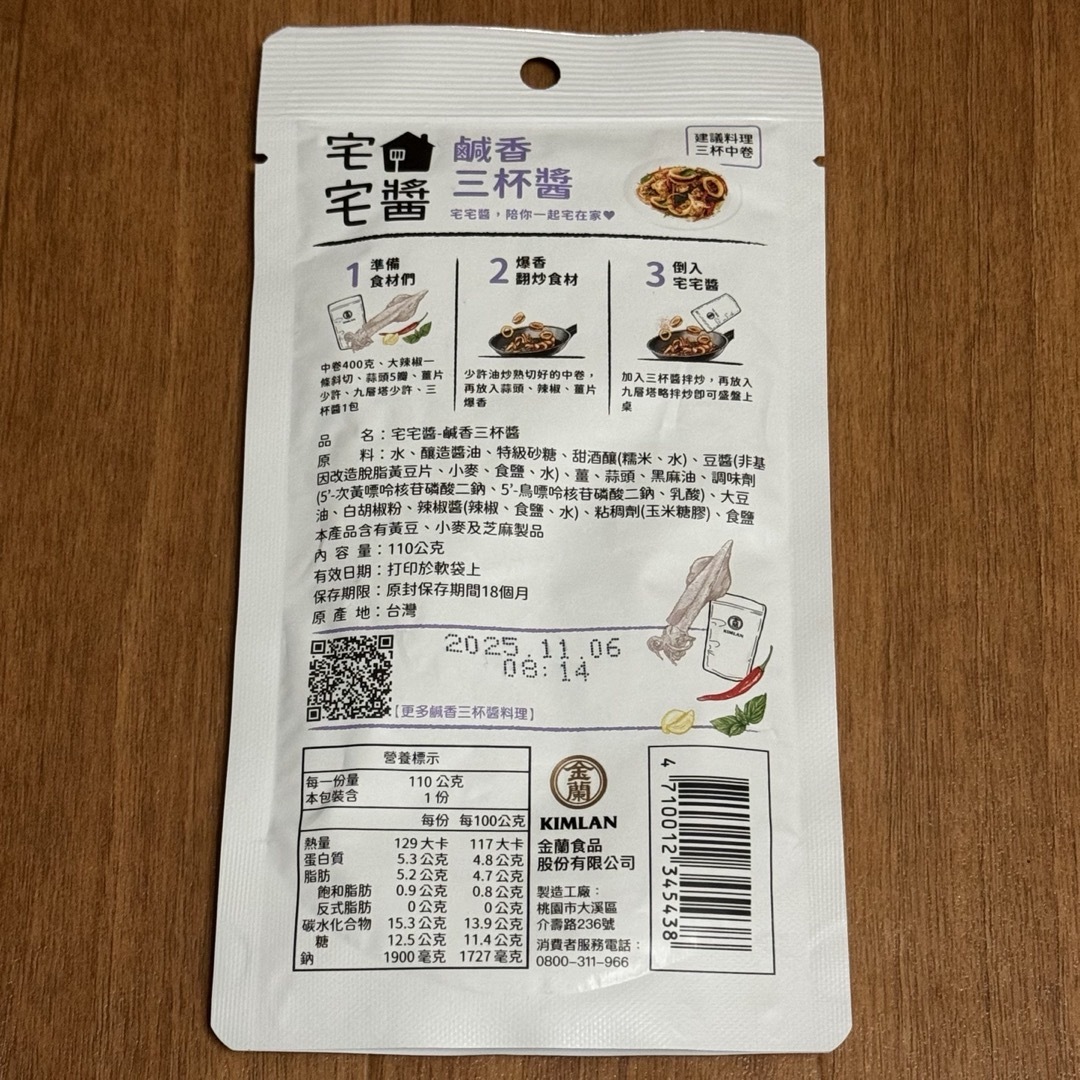 宅
宅醬
鹹香
三杯醬
宅宅醬，陪你一起宅在家♥
建議料理
三杯中卷
1 準備
食材們
中卷400克、大辣椒一
條斜切、蒜頭5瓣、薑片
少許、九層塔少許、三
杯醬1包
2 爆香
翻炒食材
少許油炒熟切好的中卷，
再放入蒜頭、辣椒、薑片
爆香
3 倒入
宅宅醬
加入三杯醬拌炒，再放入
九層塔略拌炒即可盛盤上
桌
品名：宅宅醬-鹹香三杯醬
原料：水、釀造醬油、特級砂糖、甜酒釀(糯米、水)、豆醬(非基
因改造脫脂黃豆片、小麥、食鹽、水)、薑、蒜頭、黑麻油、調味劑
(5’-次黃嘌呤核苷磷酸二鈉、5’-鳥嘌呤核苷磷酸二鈉、乳酸)、大豆
油、白胡椒粉、辣椒醬(辣椒、食鹽、水)、粘稠劑(玉米糖膠)、食鹽
本產品含有黃豆、小麥及芝麻製品
內容量：110公克
有效日期：打印於軟袋上
保存期限：原封保存期間18個月
原產地：台灣
2025.11.06
08:14
【更多鹹香三杯醬料理】
KIMLAN
營養標示
每一份量 110公克
本包裝含 1份
每份 每100公克
熱量 129大卡 117大卡
蛋白質 5.3公克 4.8公克
脂肪 5.2公克 4.7公克
飽和脂肪 0.9公克 0.8公克
反式脂肪 0公克 0公克
碳水化合物 15.3公克 13.9公克
糖 12.5公克 11.4公克
鈉 1900毫克 1727毫克
金蘭
KIMLAN
金蘭食品
股份有限公司
製造工廠：
桃園市大溪區
介壽路236號
消費者服務電話：
0800-311-966
4 710012 345438